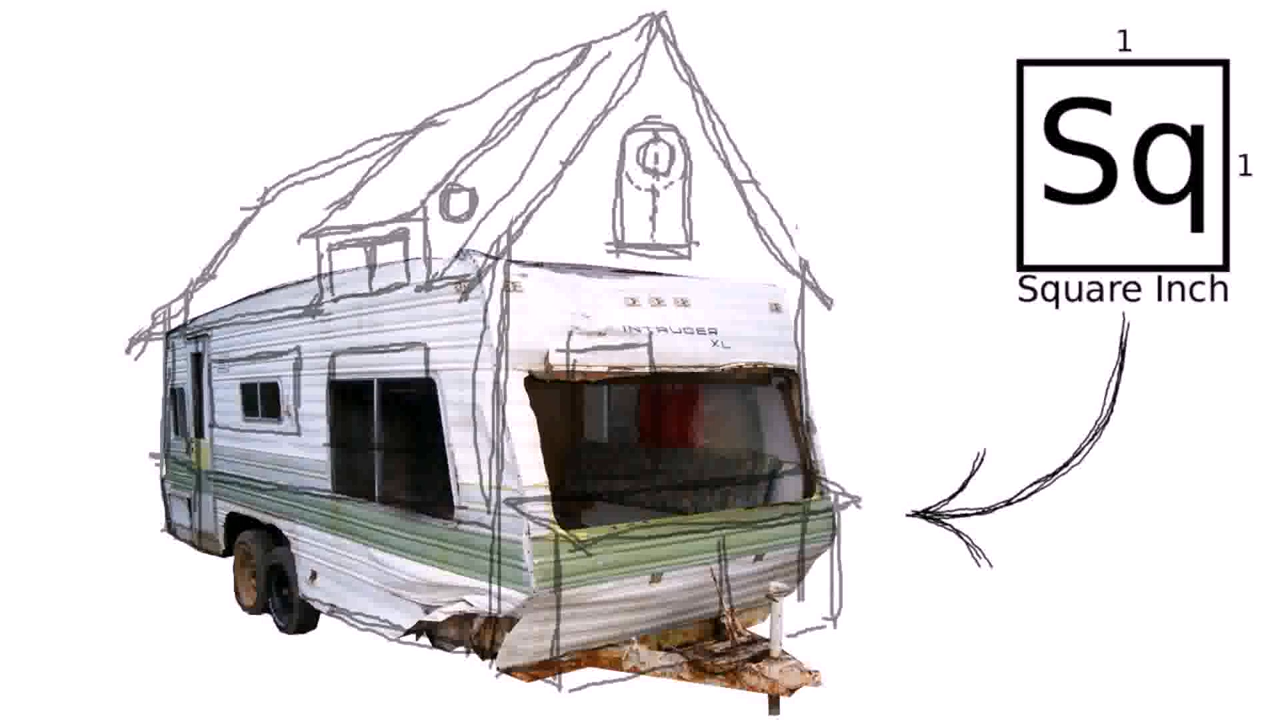 1
Sq
1
Square Inch
INTRUDER
XL